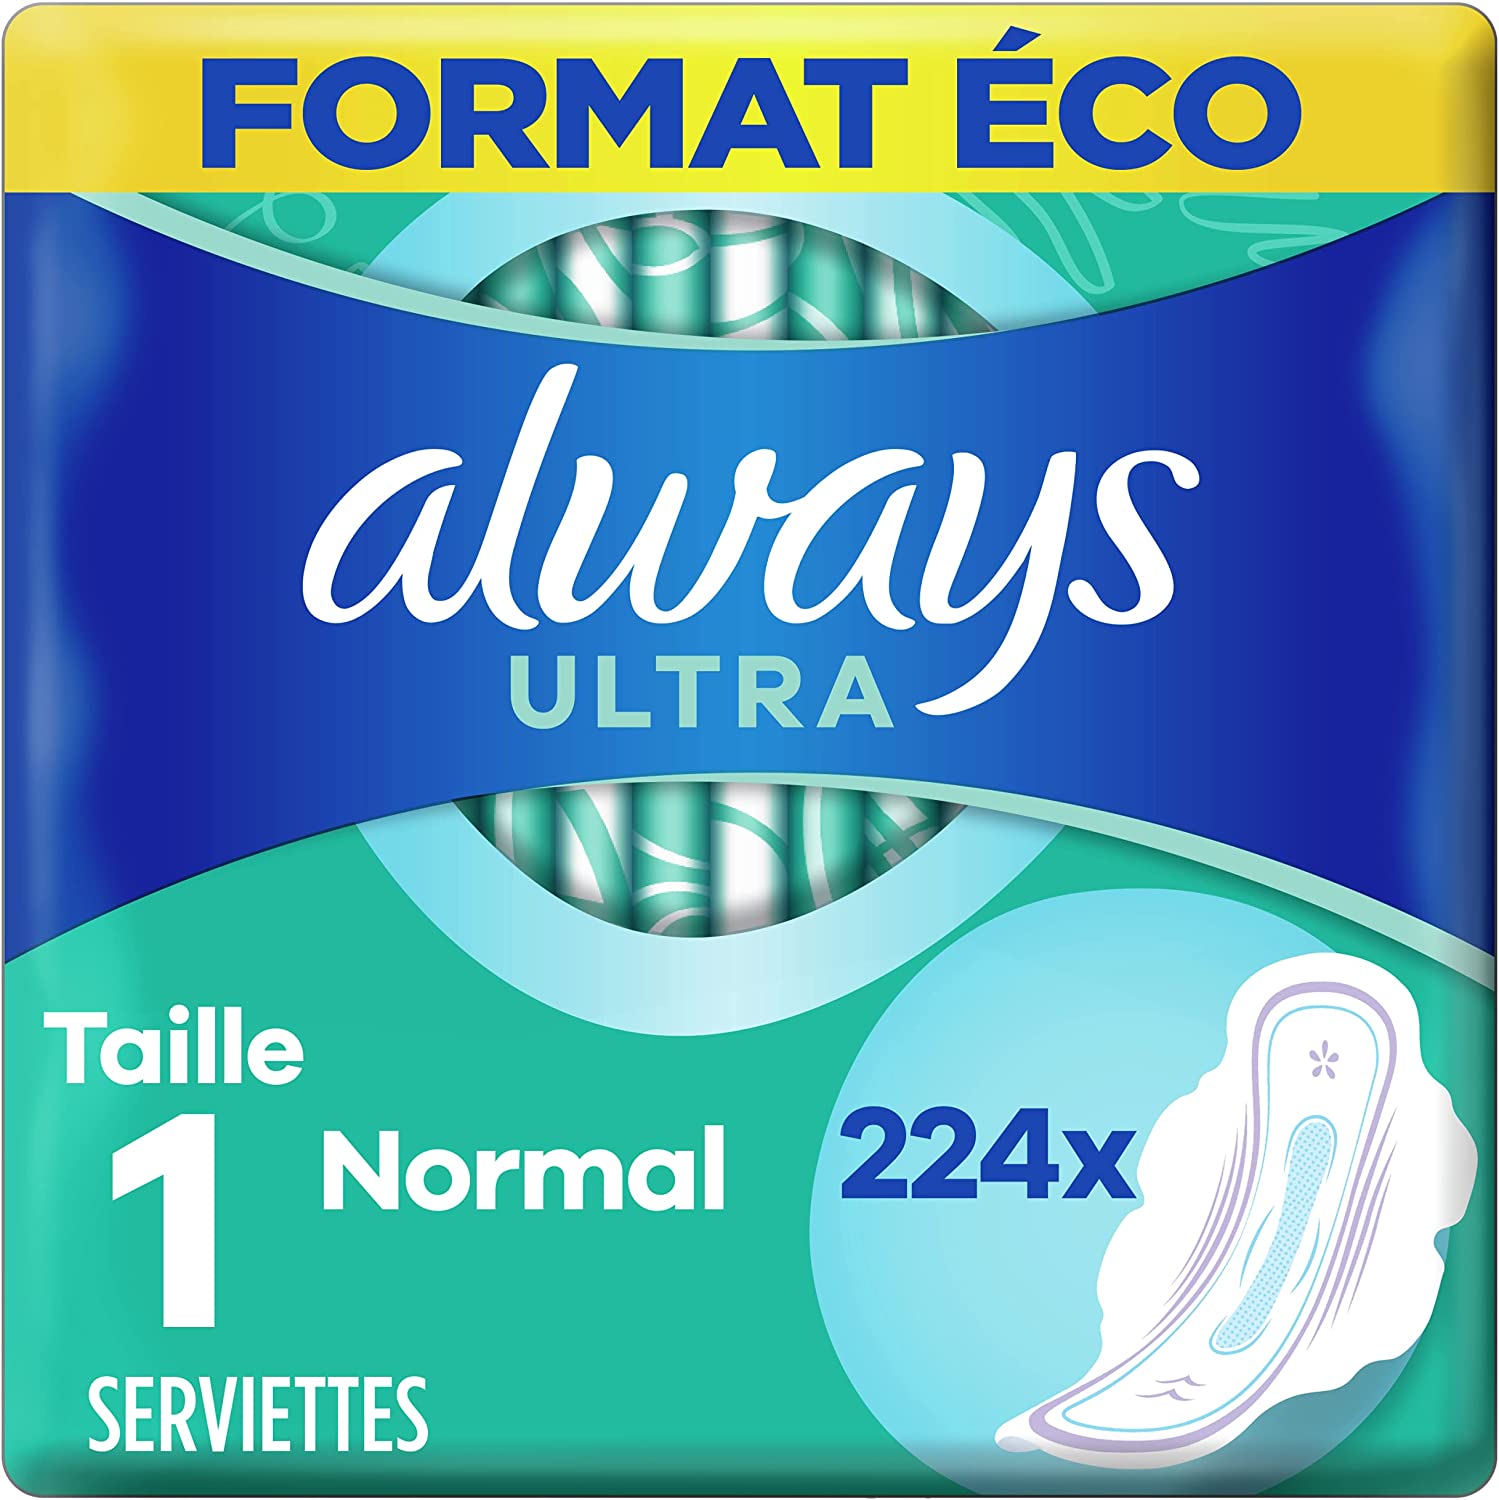 FORMAT ÉCO
always
ULTRA
Taille
1 Normal
224x
SERVIETTES